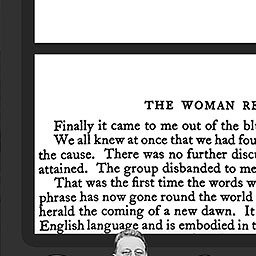 THE WOMAN RE
Finally it came to me out of the bl
We all knew at once that we had fou
the cause. There was no further disc
attained. The group disbanded to me
That was the first time the words w
phrase has now gone round the world
herald the coming of a new dawn. It
English language and is embodied in t